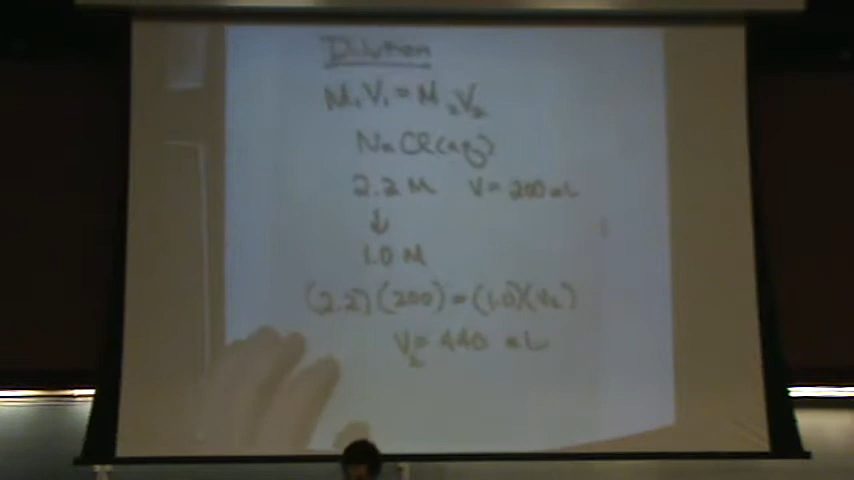 Dilution
M₁V₁ = M₂V₂
NaCl(aq)
2.2 M V = 200 mL
↓
1.0 M
(2.2)(200) = (1.0)(V₂)
V₂ = 440 mL